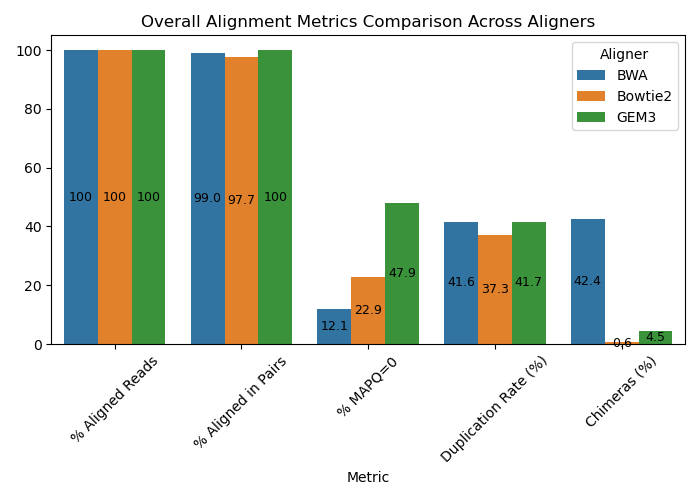 Overall Alignment Metrics Comparison Across Aligners
Aligner
BWA
Bowtie2
GEM3
100
80
60
40
20
0
100
100
100
99.0
97.7
100
12.1
22.9
47.9
41.6
37.3
41.7
42.4
0.6
4.5
% Aligned Reads
% Aligned in Pairs
% MAPQ=0
Duplication Rate (%)
Chimeras (%)
Metric